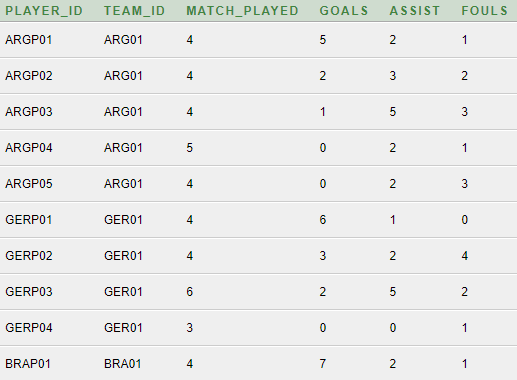 PLAYER_ID TEAM_ID MATCH_PLAYED GOALS ASSIST FOULS
ARGP01 ARG01 4 5 2 1
ARGP02 ARG01 4 2 3 2
ARGP03 ARG01 4 1 5 3
ARGP04 ARG01 5 0 2 1
ARGP05 ARG01 4 0 2 3
GERP01 GER01 4 6 1 0
GERP02 GER01 4 3 2 4
GERP03 GER01 6 2 5 2
GERP04 GER01 3 0 0 1
BRAP01 BRA01 4 7 2 1